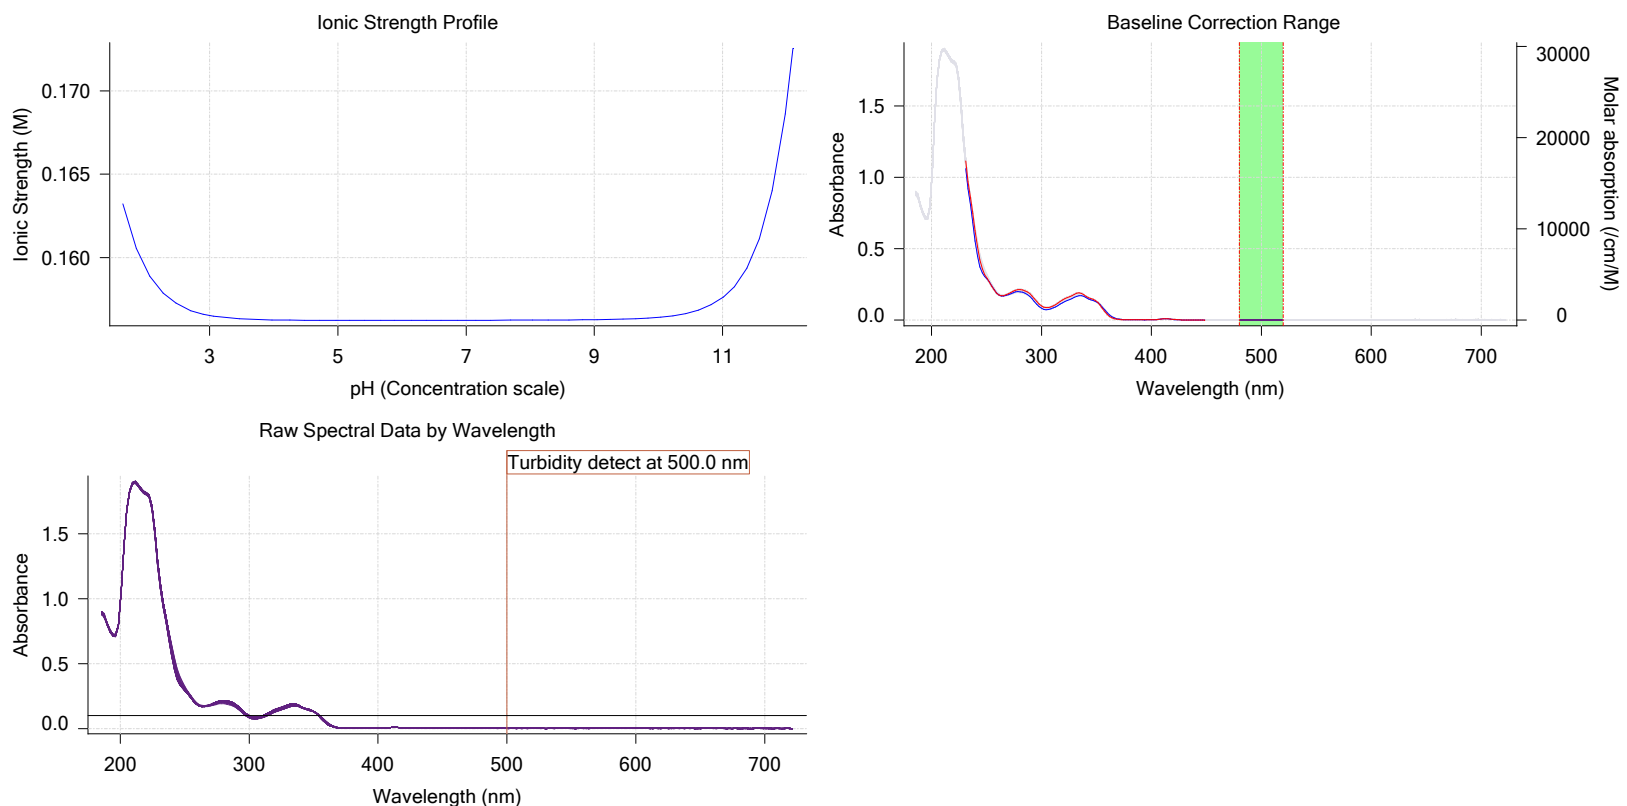 Ionic Strength Profile
Ionic Strength (M)
0.170
0.165
0.160
3 5 7 9 11
pH (Concentration scale)
Baseline Correction Range
Absorbance
1.5
1.0
0.5
0.0
30000
20000
10000
0
Molar absorption (/cm/M)
200 300 400 500 600 700
Wavelength (nm)
Raw Spectral Data by Wavelength
Turbidity detect at 500.0 nm
Absorbance
1.5
1.0
0.5
0.0
200 300 400 500 600 700
Wavelength (nm)